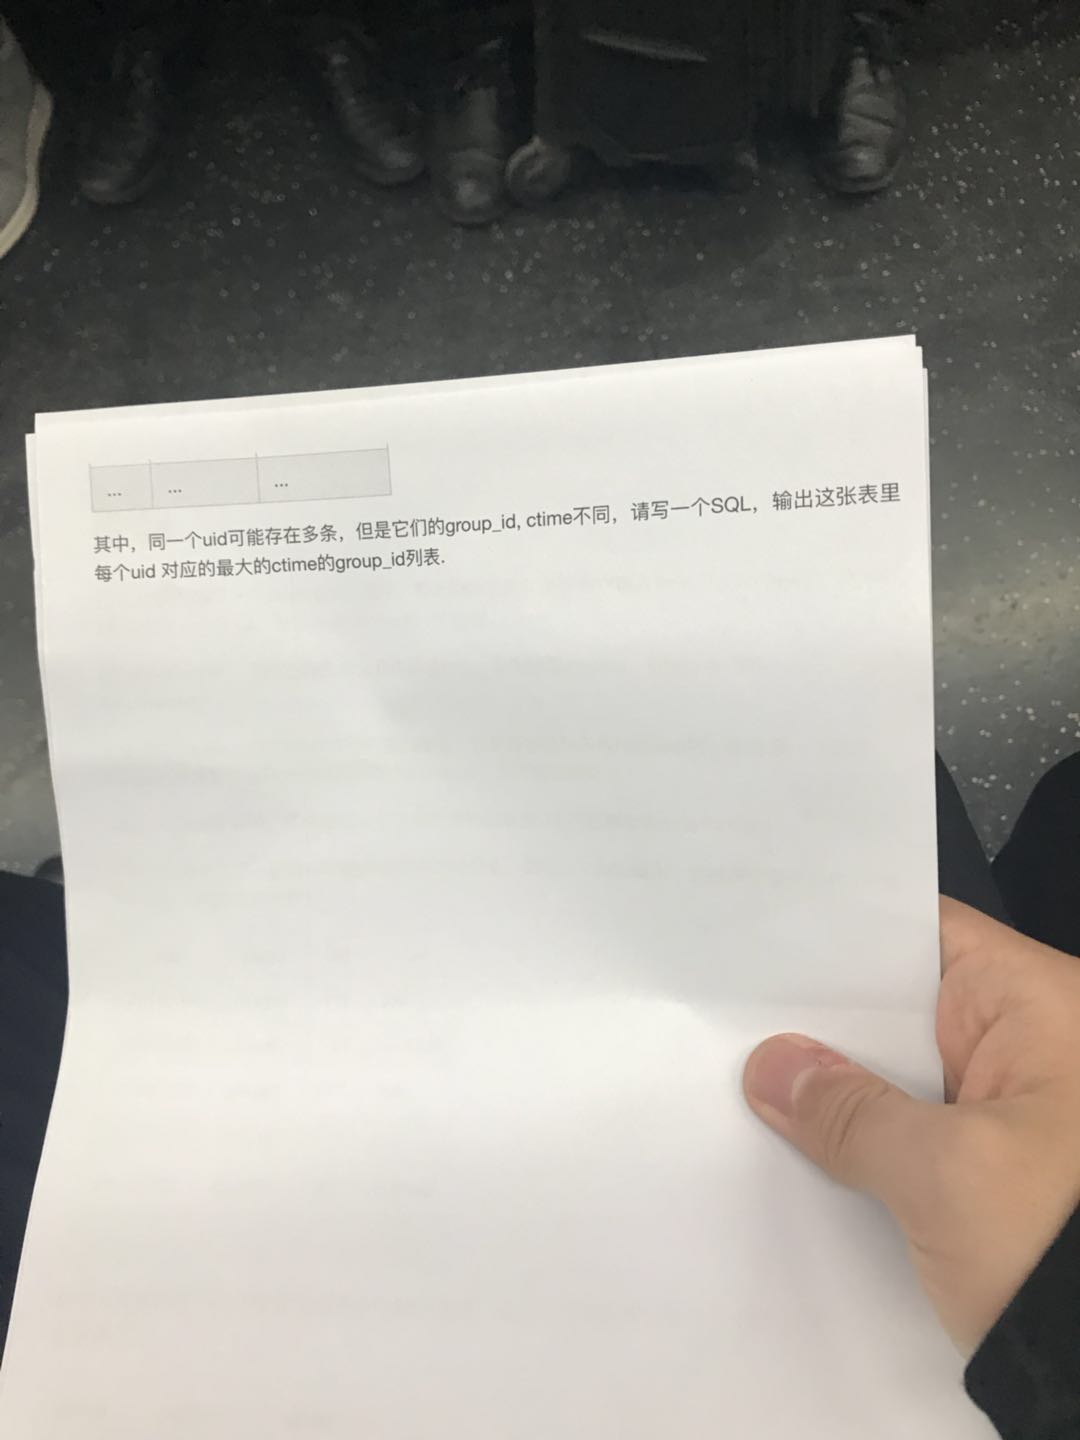 ... ... ...
其中，同一个uid可能存在多条，但是它们的group_id, ctime不同，请写一个SQL，输出这张表里
每个uid 对应的最大的ctime的group_id列表.